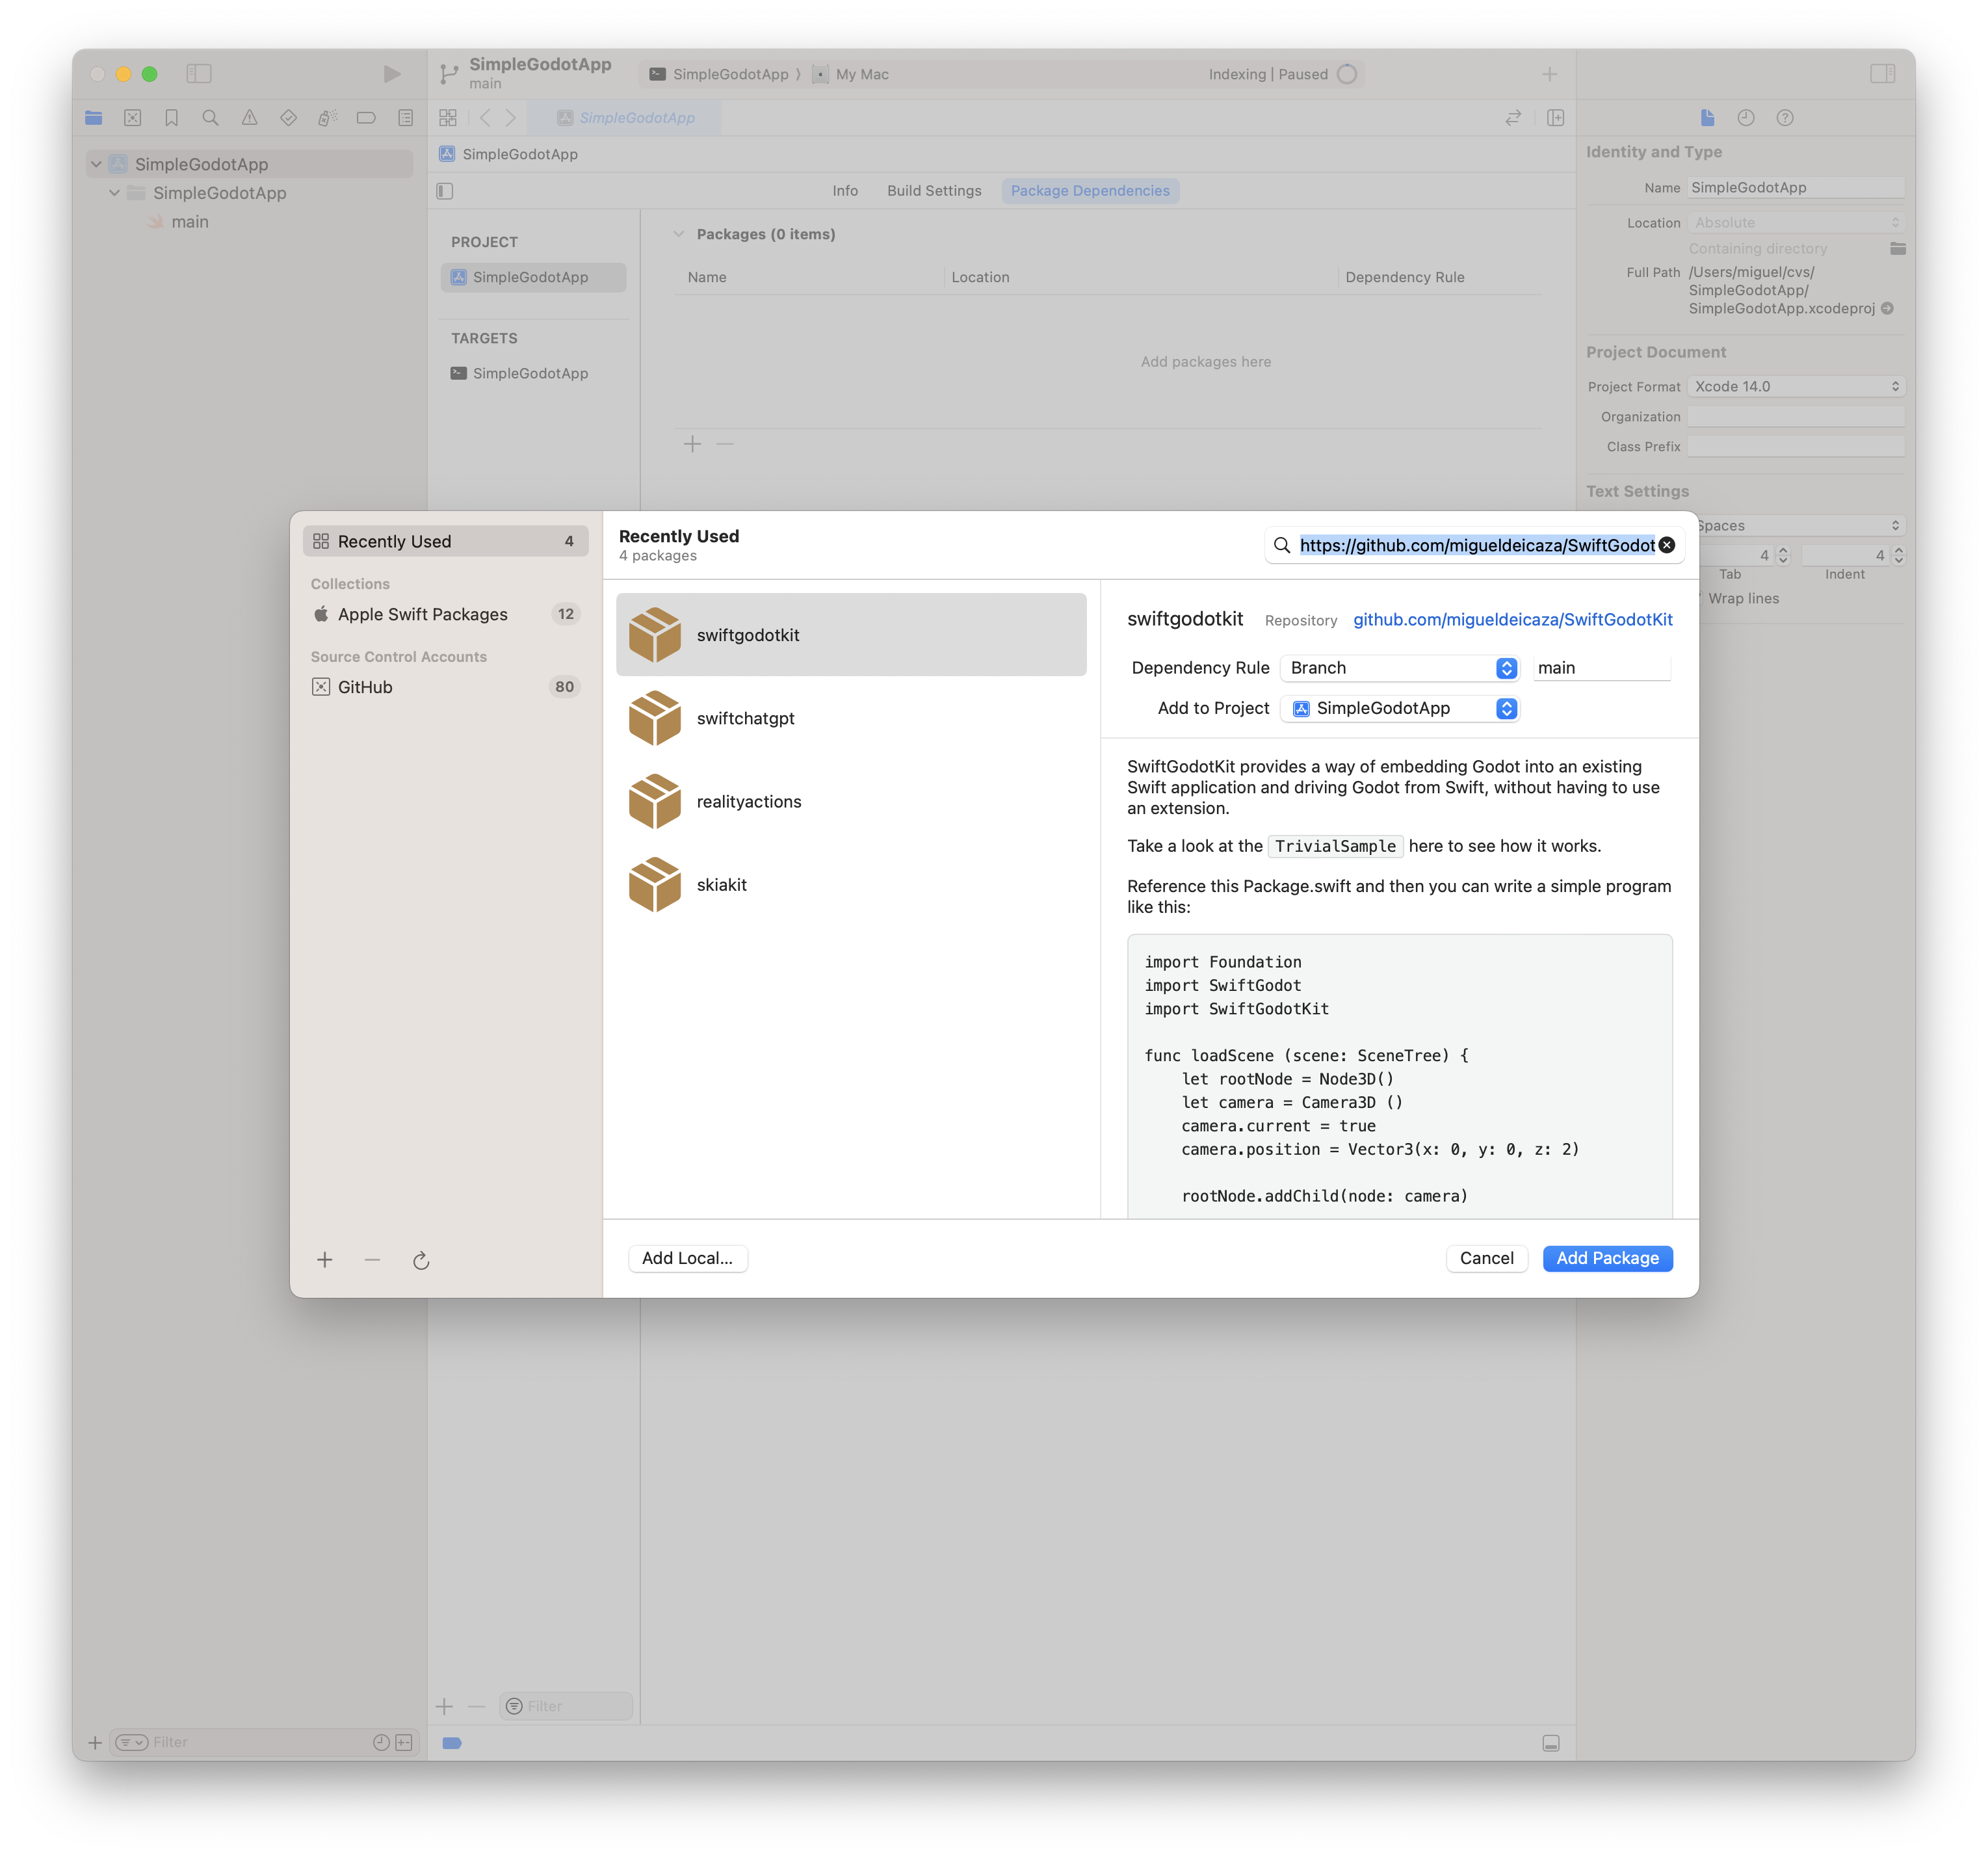 SimpleGodotApp
main
SimpleGodotApp
My Mac
Indexing | Paused
SimpleGodotApp
SimpleGodotApp
SimpleGodotApp
main
SimpleGodotApp
Info
Build Settings
Package Dependencies
PROJECT
SimpleGodotApp
TARGETS
SimpleGodotApp
Packages (0 items)
Name
Location
Dependency Rule
Add packages here
Identity and Type
Name
SimpleGodotApp
Location
Absolute
Containing directory
Full Path
/Users/miguel/cvs/
SimpleGodotApp/
SimpleGodotApp.xcodeproj
Project Document
Project Format
Xcode 14.0
Organization
Class Prefix
Text Settings
Spaces
4
4
Tab
Indent
Wrap lines
Recently Used
4
Collections
Apple Swift Packages
12
Source Control Accounts
GitHub
80
Recently Used
4 packages
https://github.com/migueldeicaza/SwiftGodot
swiftgodotkit
swiftchatgpt
realityactions
skiakit
swiftgodotkit
Repository
github.com/migueldeicaza/SwiftGodotKit
Dependency Rule
Branch
main
Add to Project
SimpleGodotApp
SwiftGodotKit provides a way of embedding Godot into an existing
Swift application and driving Godot from Swift, without having to use
an extension.
Take a look at the TrivialSample here to see how it works.
Reference this Package.swift and then you can write a simple program
like this:
import Foundation
import SwiftGodot
import SwiftGodotKit
func loadScene (scene: SceneTree) {
let rootNode = Node3D()
let camera = Camera3D ()
camera.current = true
camera.position = Vector3(x: 0, y: 0, z: 2)
rootNode.addChild(node: camera)
Add Local...
Cancel
Add Package
Filter
Filter